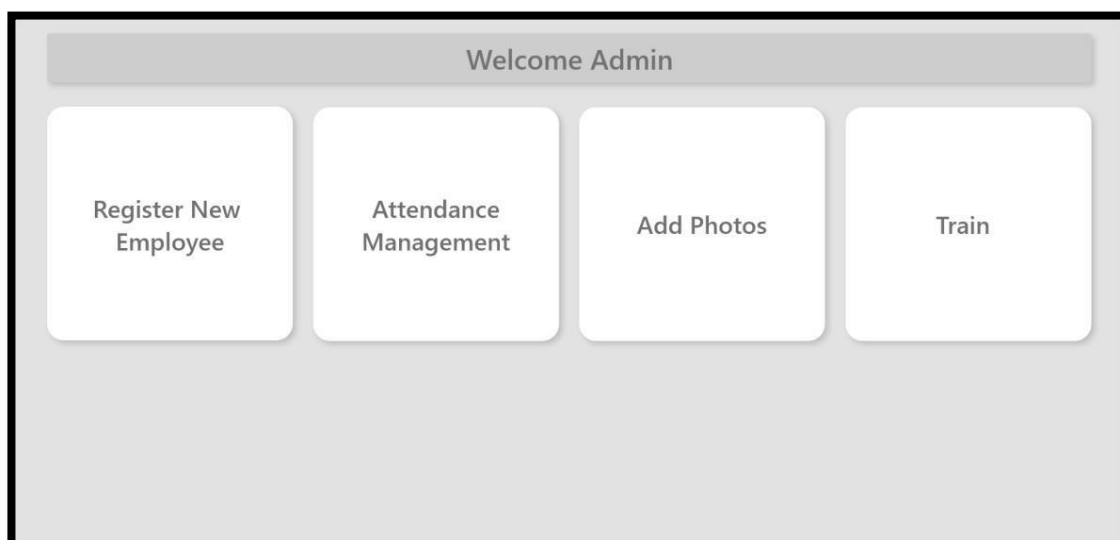 Welcome Admin
Register New
Employee
Attendance
Management
Add Photos
Train